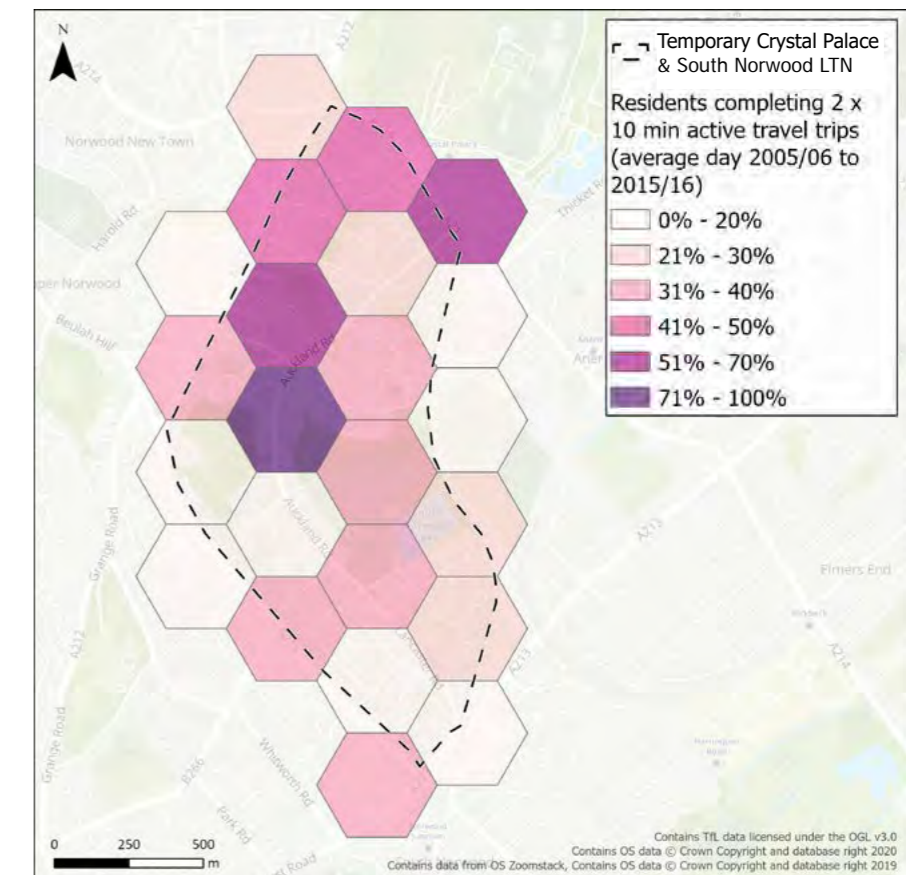 N
A212
A214
Norwood New Town
Harold Rd
Thicket R
per Norwood
Beulah Hill
Auckland Rd
Aner
Auckland R
Grange Road
A213
Elmers End
A212
A213
A214
Grange Road
B266
Whitworth Rd
Park Rd
Road
Temporary Crystal Palace
& South Norwood LTN
Residents completing 2 x
10 min active travel trips
(average day 2005/06 to
2015/16)
0% - 20%
21% - 30%
31% - 40%
41% - 50%
51% - 70%
71% - 100%
0 250 500
m
Contains TfL data licensed under the OGL v3.0
Contains OS data © Crown Copyright and database right 2020
Contains data from OS Zoomstack, Contains OS data © Crown Copyright and database right 2019